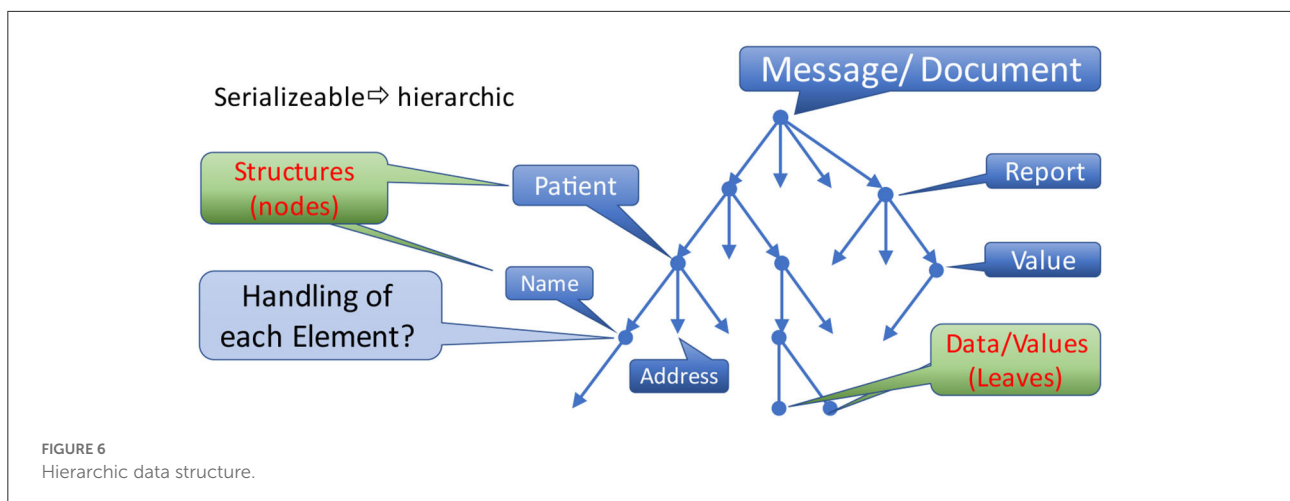 Message/ Document
Serializeable⇨ hierarchic
Structures
(nodes)
Patient
Report
Name
Value
Handling of
each Element?
Address
Data/Values
(Leaves)
FIGURE 6
Hierarchic data structure.